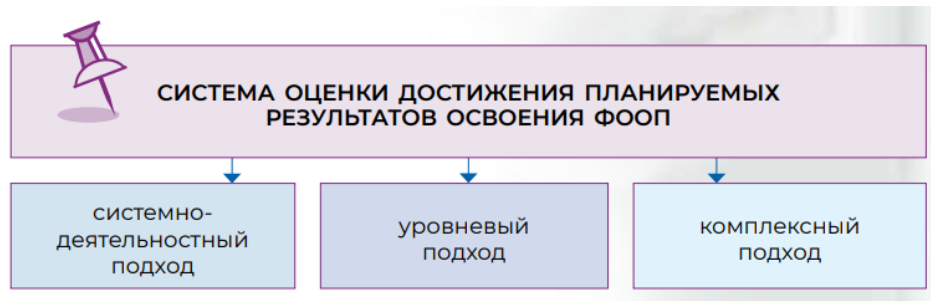 СИСТЕМА ОЦЕНКИ ДОСТИЖЕНИЯ ПЛАНИРУЕМЫХ
РЕЗУЛЬТАТОВ ОСВОЕНИЯ ФООП
системно-
деятельностный
подход
уровневый
подход
комплексный
подход